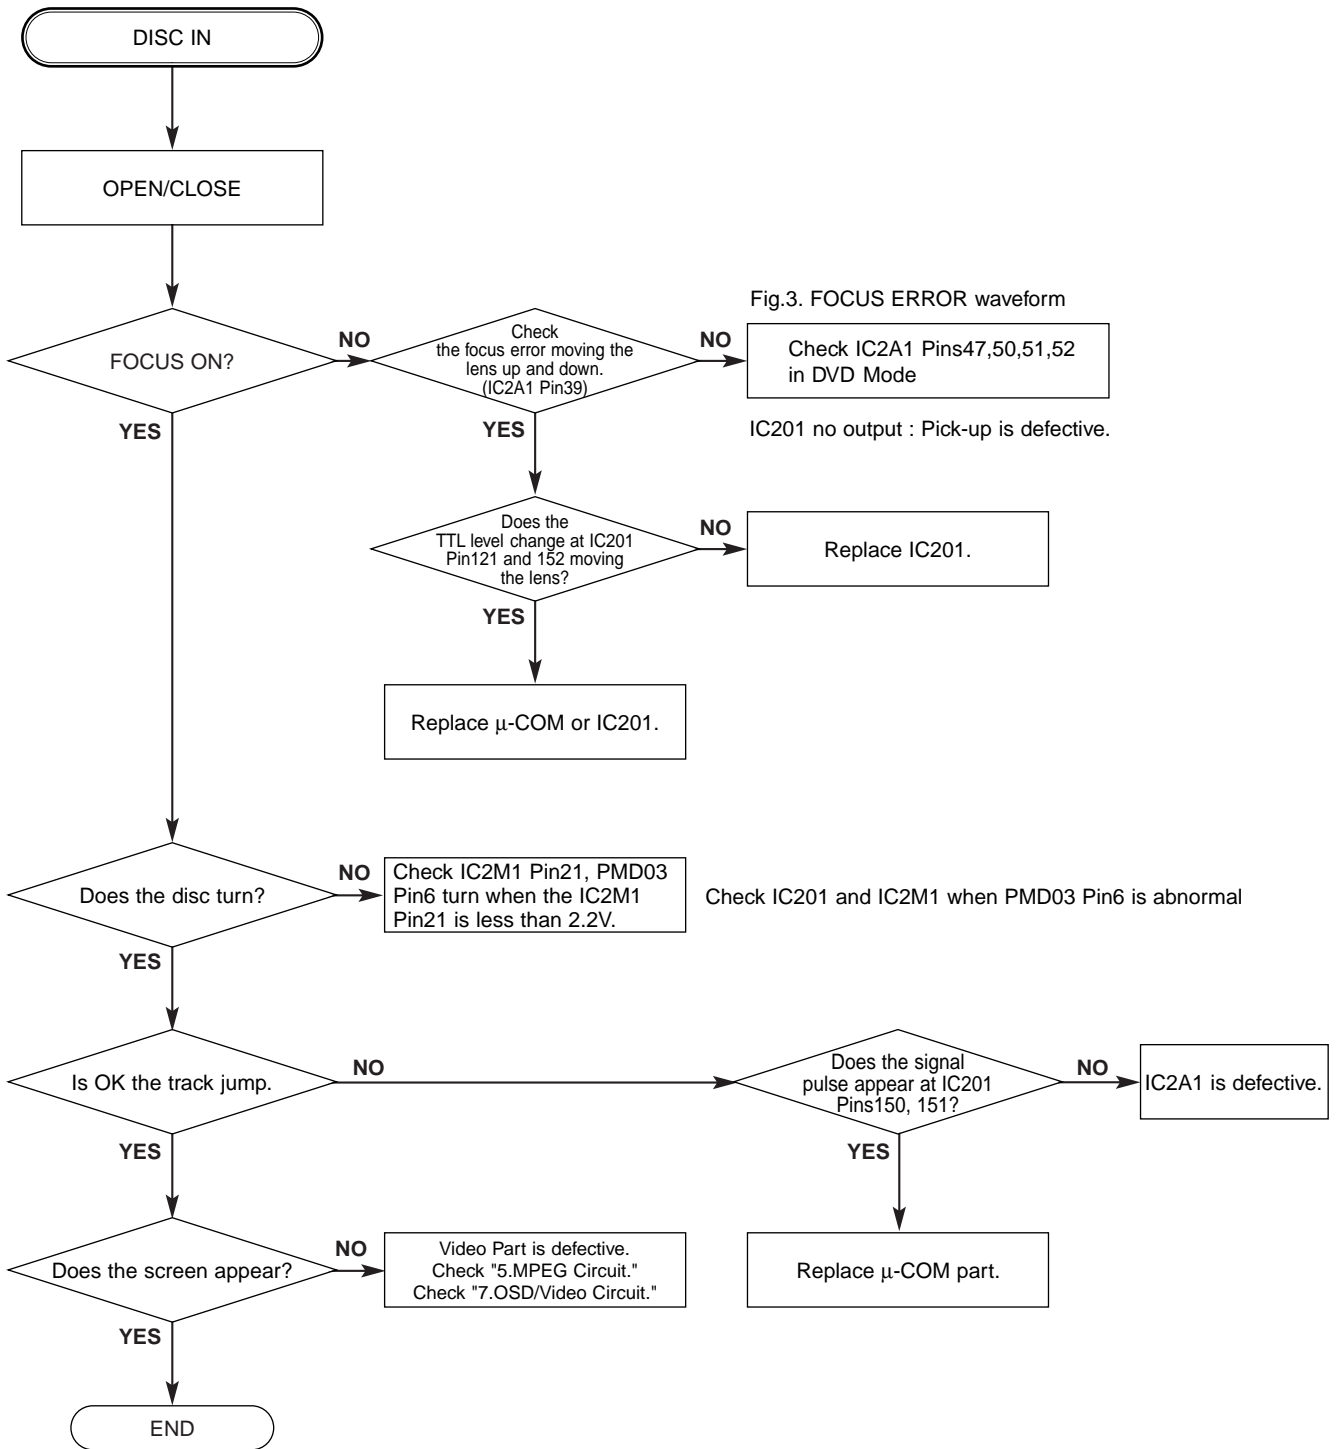 DISC IN
OPEN/CLOSE
FOCUS ON?
NO
YES
Check
the focus error moving the
lens up and down.
(IC2A1 Pin39)
NO
YES
Fig.3. FOCUS ERROR waveform
Check IC2A1 Pins47,50,51,52
in DVD Mode
IC201 no output : Pick-up is defective.
Does the
TTL level change at IC201
Pin121 and 152 moving
the lens?
NO
YES
Replace IC201.
Replace μ-COM or IC201.
Does the disc turn?
NO
YES
Check IC2M1 Pin21, PMD03
Pin6 turn when the IC2M1
Pin21 is less than 2.2V.
Check IC201 and IC2M1 when PMD03 Pin6 is abnormal
Is OK the track jump.
NO
YES
Does the signal
pulse appear at IC201
Pins150, 151?
NO
YES
IC2A1 is defective.
Replace μ-COM part.
Does the screen appear?
NO
YES
Video Part is defective.
Check "5.MPEG Circuit."
Check "7.OSD/Video Circuit."
END